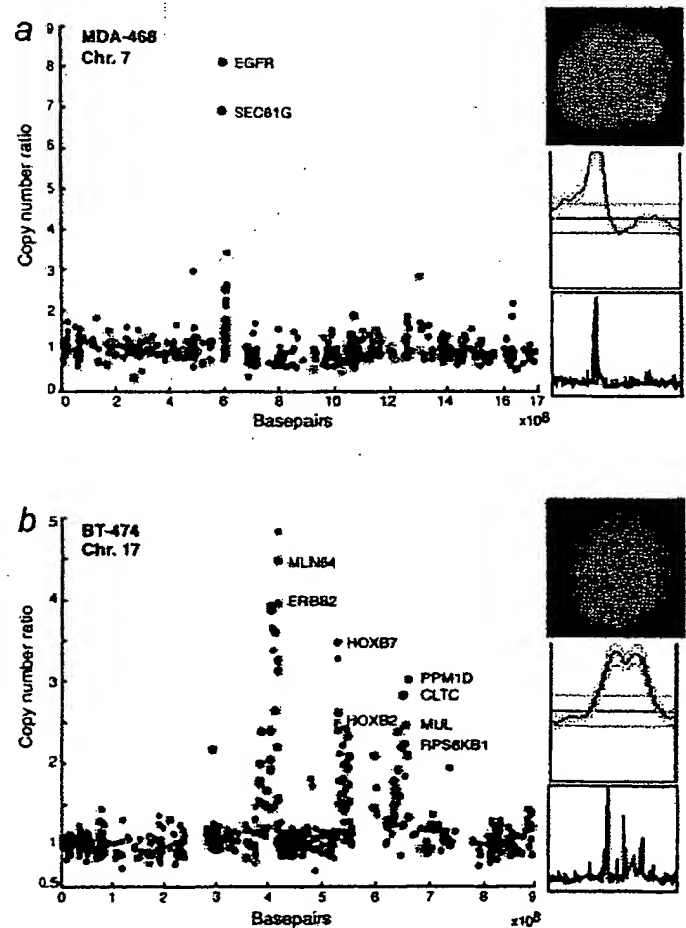 a
MDA-468
Chr. 7
9
8
7
6
5
4
3
2
1
0
Copy number ratio
EGFR
SEC61G
0 2 4 6 8 10 12 14 16 17
Basepairs
x10⁸
b
BT-474
Chr. 17
5
4
3
2
1
0.5
Copy number ratio
MLN64
ERBB2
HOXB7
PPM1D
CLTC
HOXB2
MUL
RPS6KB1
0 1 2 3 4 5 6 7 8 9
Basepairs
x10⁸